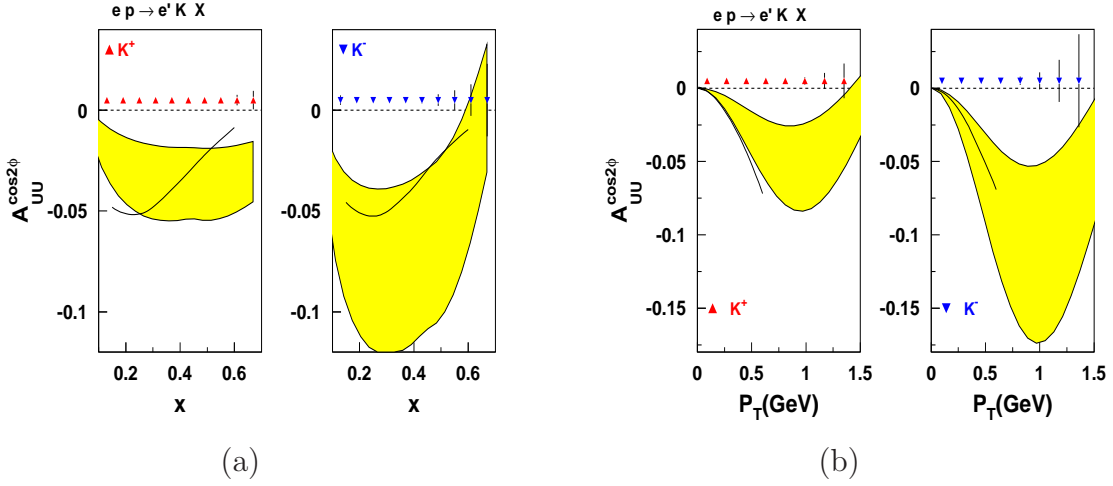 e p → e' K X
K⁺
K⁻
A_UU^cos2ϕ
0
-0.05
-0.1
0
-0.05
-0.1
0.2 0.4 0.6
0.2 0.4 0.6
x
x
(a)
e p → e' K X
A_UU^cos2ϕ
0
-0.05
-0.1
-0.15
0
-0.05
-0.1
-0.15
K⁺
K⁻
0 0.5 1 1.5
0 0.5 1 1.5
P_T(GeV)
P_T(GeV)
(b)